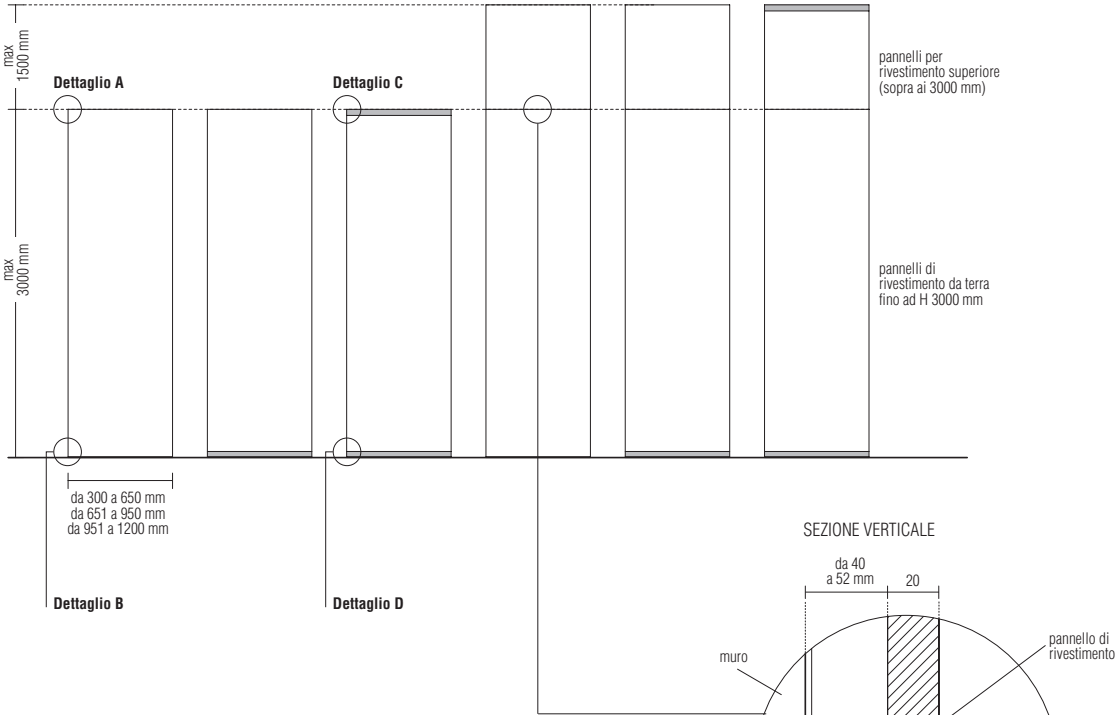 max
1500 mm
Dettaglio A
Dettaglio C
pannelli per
rivestimento superiore
(sopra ai 3000 mm)
max
3000 mm
pannelli di
rivestimento da terra
fino ad H 3000 mm
da 300 a 650 mm
da 651 a 950 mm
da 951 a 1200 mm
Dettaglio B
Dettaglio D
SEZIONE VERTICALE
da 40
a 52 mm
20
muro
pannello di
rivestimento